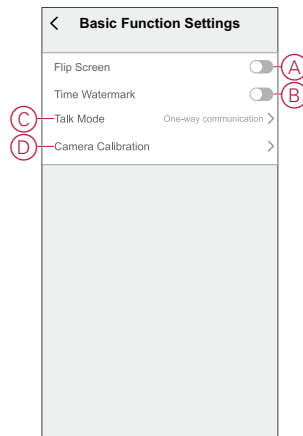 Basic Function Settings
Flip Screen A
Time Watermark B
C Talk Mode One-way communication
D Camera Calibration